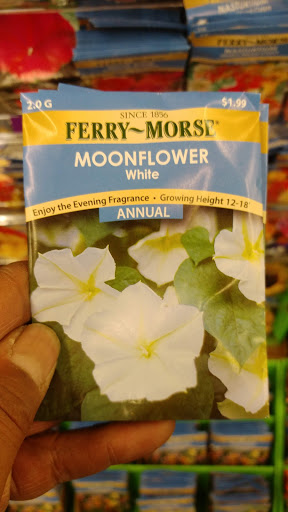 NASTURTIUM
2.0 G
$1.99
SINCE 1856
FERRY~MORSE®
MOONFLOWER
White
Enjoy the Evening Fragrance • Growing Height 12-18'
ANNUAL